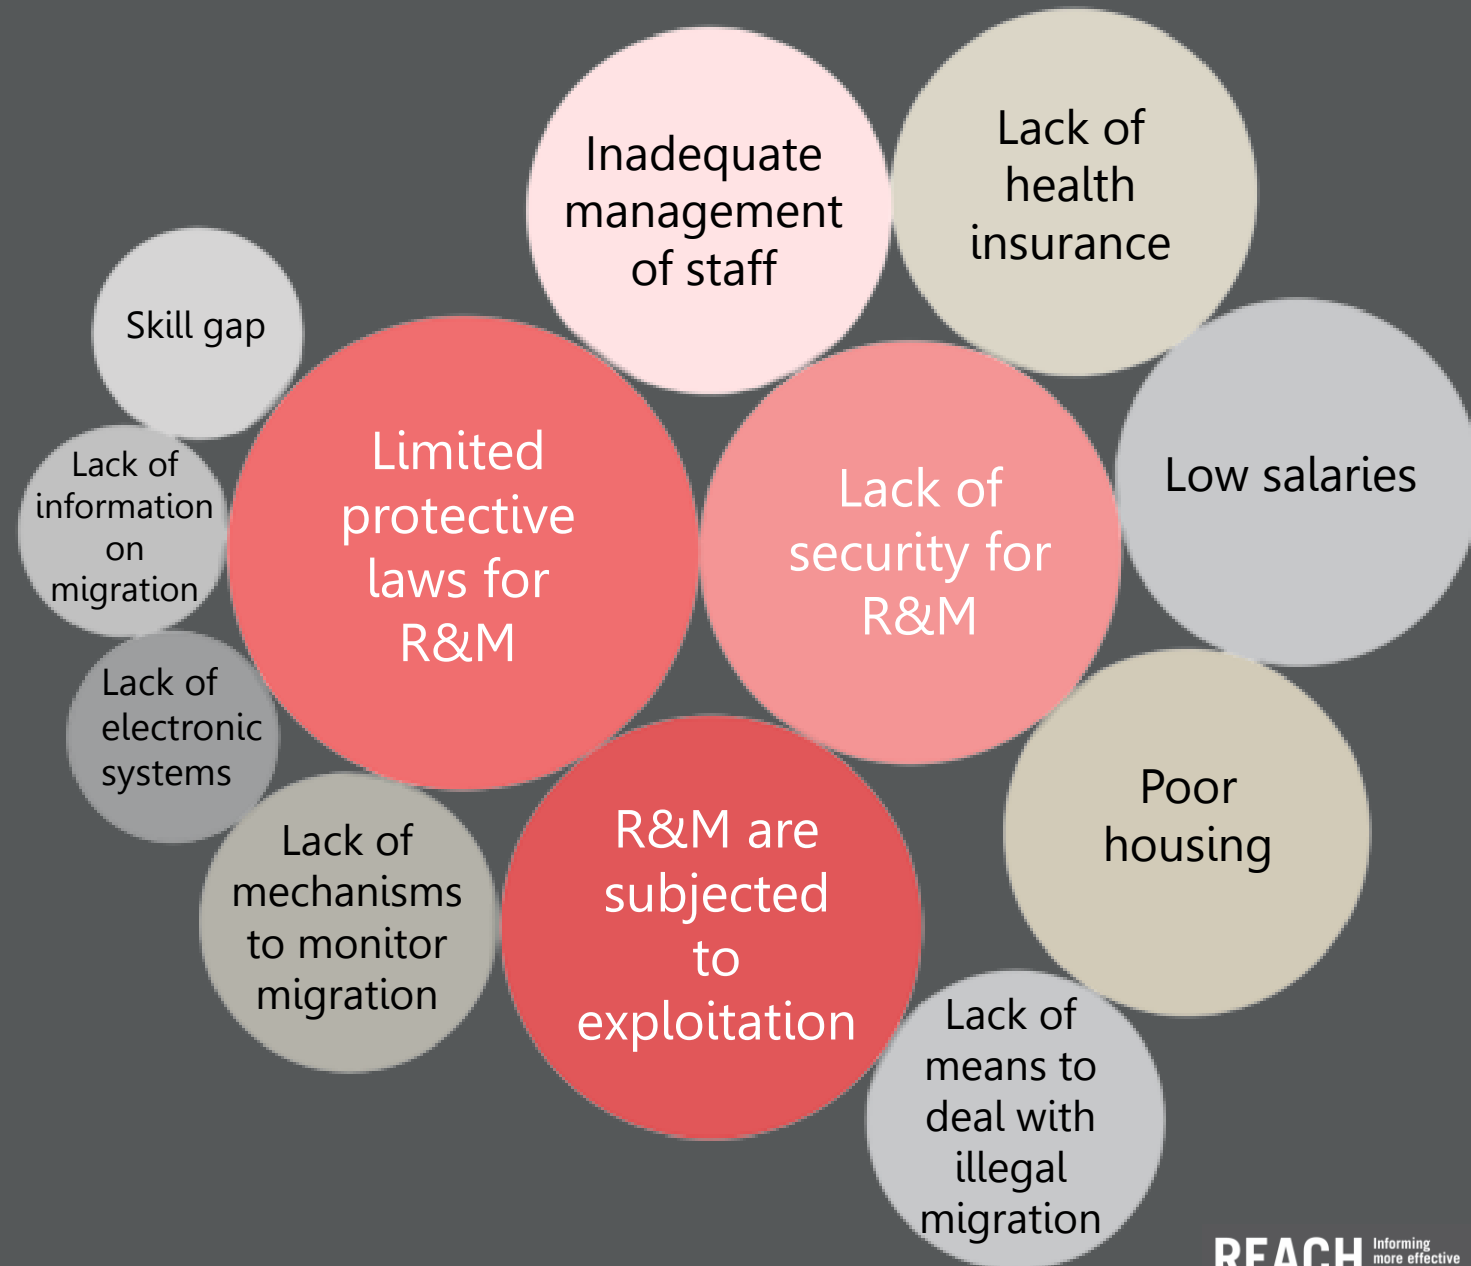 Inadequate
management
of staff
Lack of
health
insurance
Skill gap
Limited
protective
laws for
R&M
Lack of
security for
R&M
Low salaries
Lack of
information
on
migration
Lack of
electronic
systems
Lack of
mechanisms
to monitor
migration
R&M are
subjected
to
exploitation
Poor
housing
Lack of
means to
deal with
illegal
migration
REACH
Informing
more effective